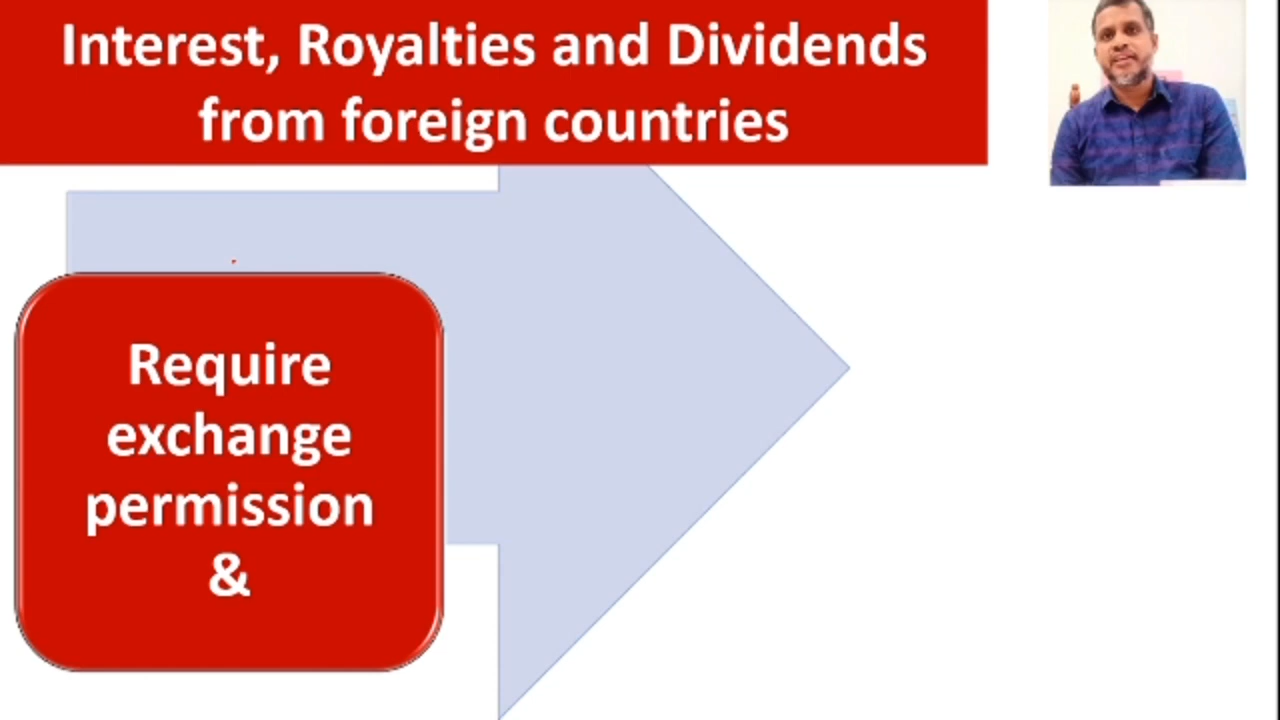 Interest, Royalties and Dividends
from foreign countries
Require
exchange
permission
&